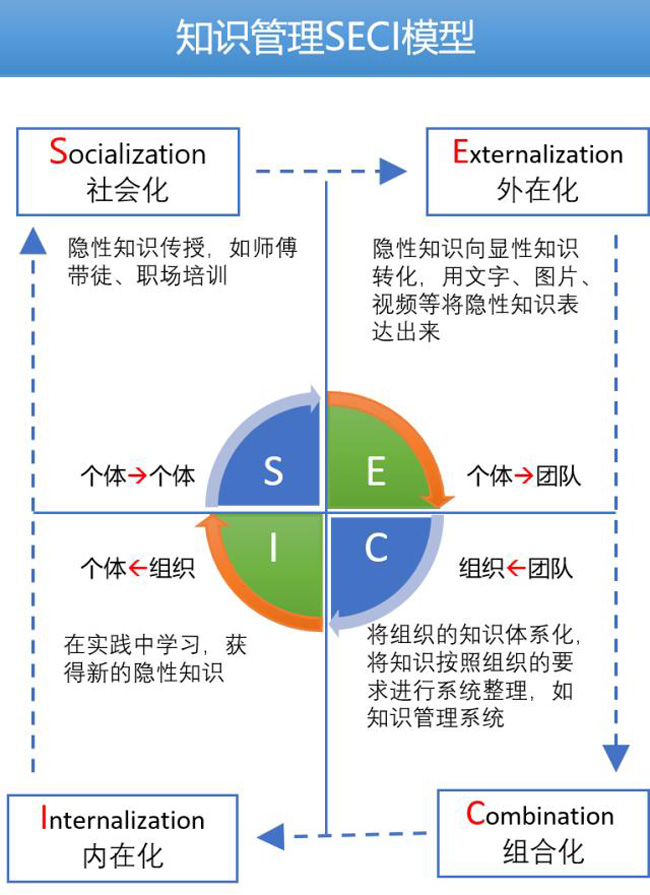 知识管理SECI模型
Socialization
社会化
Externalization
外在化
隐性知识传授，如师傅
带徒、职场培训
隐性知识向显性知识
转化，用文字、图片、
视频等将隐性知识表
达出来
S
E
个体→个体
个体→团队
I
C
个体←组织
组织←团队
在实践中学习，获
得新的隐性知识
将组织的知识体系化，
将知识按照组织的要
求进行系统整理，如
知识管理系统
Internalization
内在化
Combination
组合化